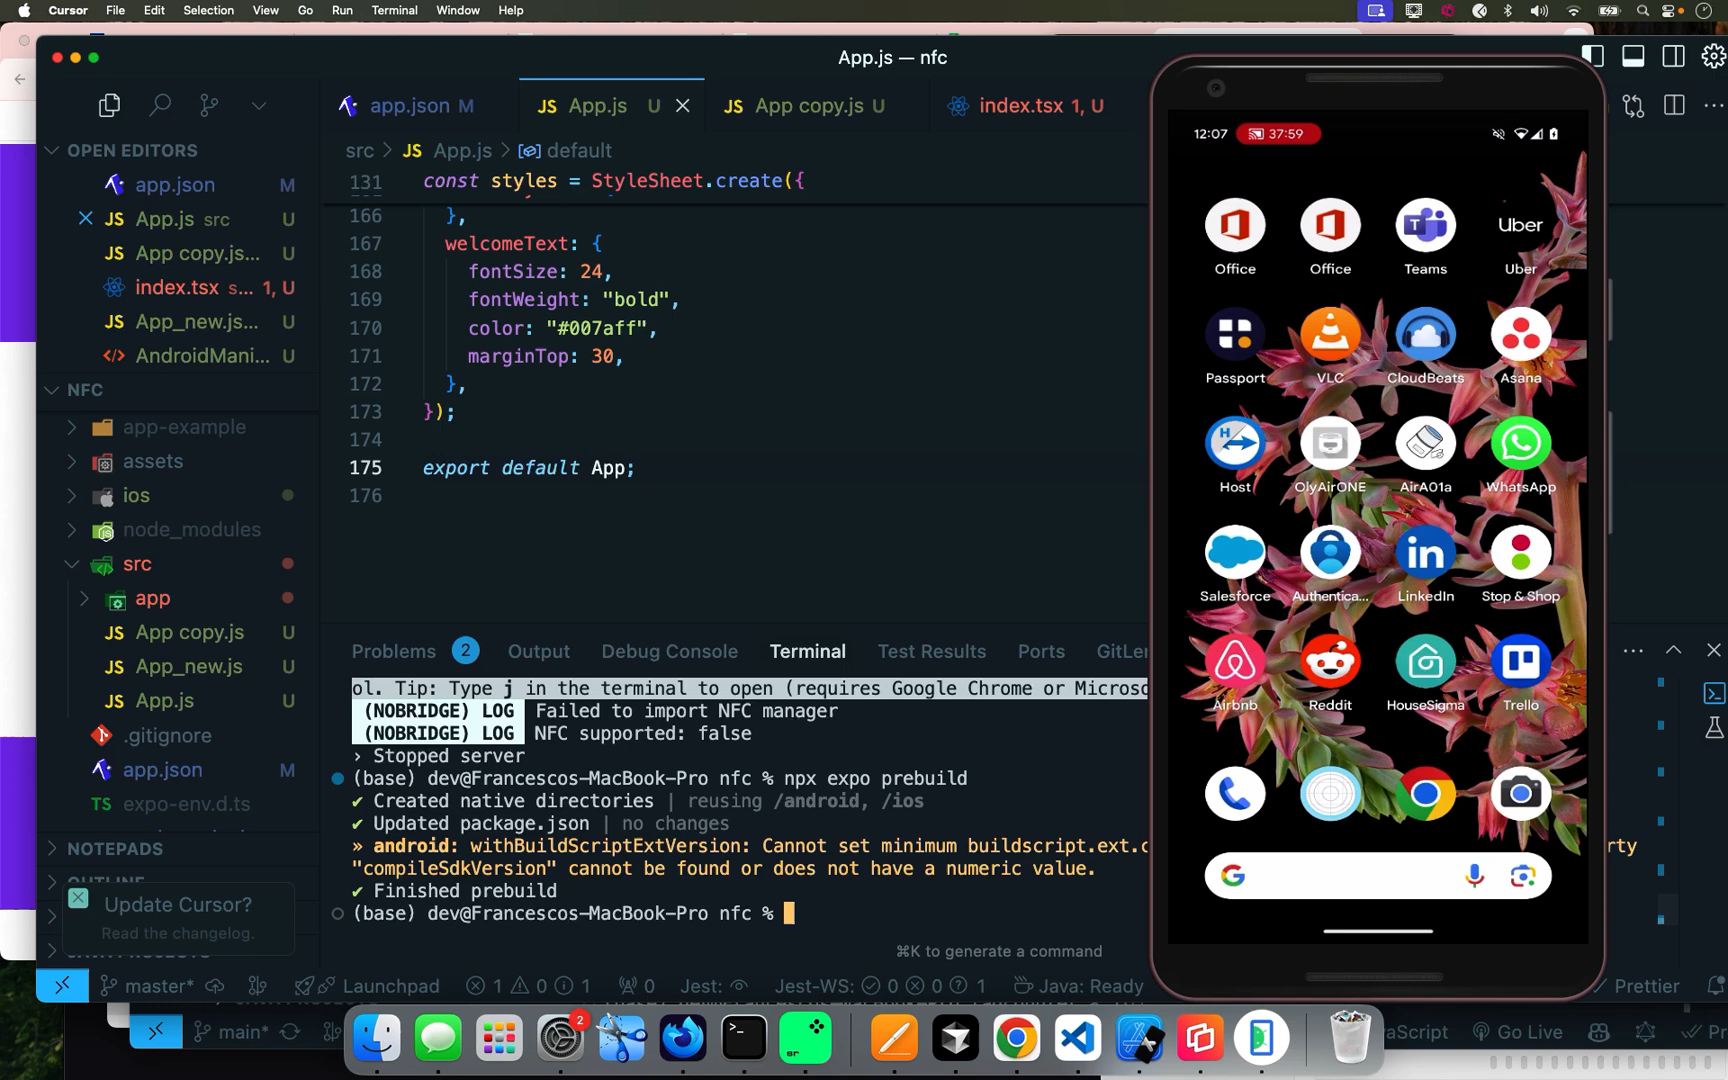 Cursor File Edit Selection View Go Run Terminal Window Help
App.js — nfc
app.json M
JS App.js U
JS App copy.js U
index.tsx 1, U
OPEN EDITORS
app.json M
JS App.js src U
JS App copy.js... U
index.tsx s... 1, U
JS App_new.js... U
AndroidMani... U
NFC
app-example
assets
ios
node_modules
src
app
JS App copy.js U
JS App_new.js U
JS App.js U
.gitignore
app.json M
TS expo-env.d.ts
NOTEPADS
Update Cursor?
Read the changelog.
src > JS App.js > default
131 const styles = StyleSheet.create({
166 },
167 welcomeText: {
168 fontSize: 24,
169 fontWeight: "bold",
170 color: "#007aff",
171 marginTop: 30,
172 },
173 });
174
175 export default App;
176
Problems 2 Output Debug Console Terminal Test Results Ports GitLen
ol. Tip: Type j in the terminal to open (requires Google Chrome or Microsc
(NOBRIDGE) LOG Failed to import NFC manager
(NOBRIDGE) LOG NFC supported: false
› Stopped server
(base) dev@Francescos-MacBook-Pro nfc % npx expo prebuild
✔ Created native directories | reusing /android, /ios
✔ Updated package.json | no changes
» android: withBuildScriptExtVersion: Cannot set minimum buildscript.ext.c
rty
"compileSdkVersion" cannot be found or does not have a numeric value.
✔ Finished prebuild
(base) dev@Francescos-MacBook-Pro nfc %
⌘K to generate a command
master* Launchpad 1 0 1 0 Jest: Jest-WS: 0 0 1 Java: Ready
Prettier
main*
aScript Go Live Pr
2
12:07 37:59
Uber
Office Office Teams Uber
Passport VLC CloudBeats Asana
H
Host OlyAirONE AirA01a WhatsApp
in
Salesforce Authentica... LinkedIn Stop & Shop
Airbnb Reddit HouseSigma Trello
G
sr